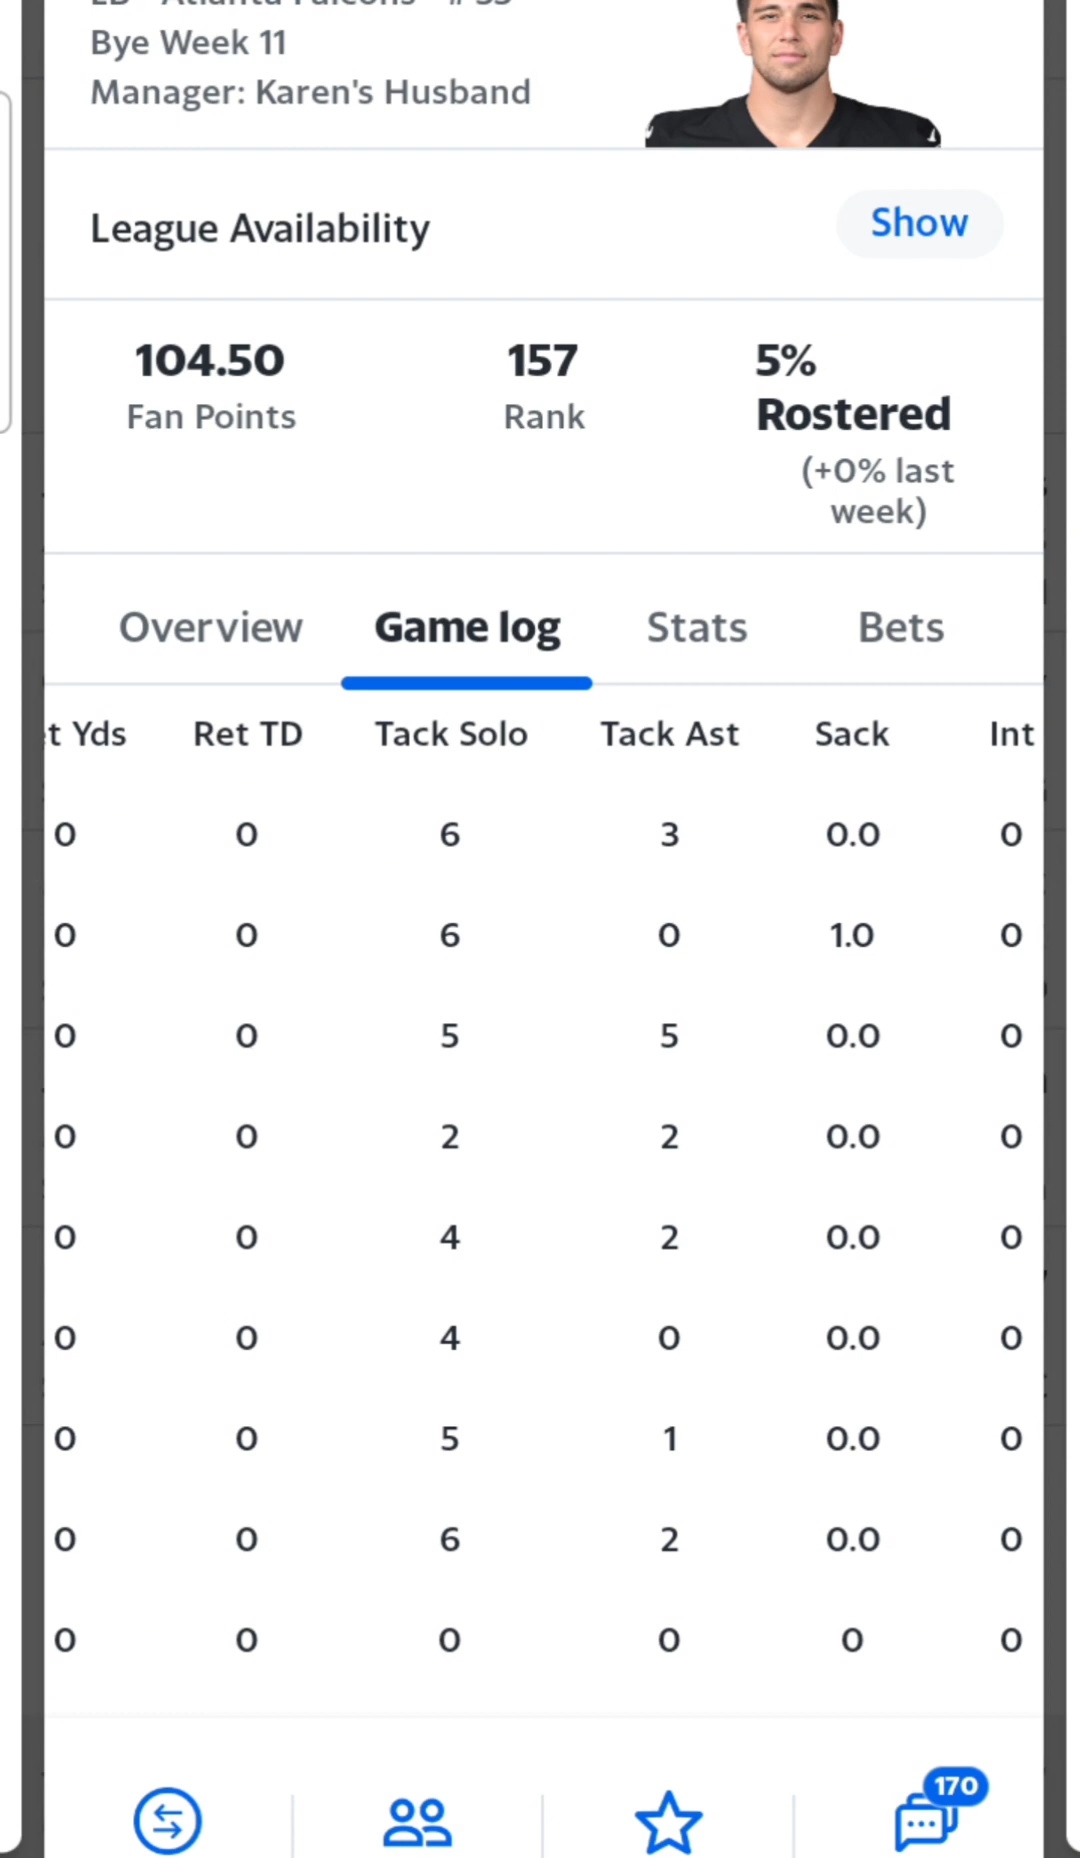 Bye Week 11
Manager: Karen's Husband
League Availability Show
104.50 157 5%
Fan Points Rank Rostered
(+0% last
week)
Overview Game log Stats Bets
t Yds Ret TD Tack Solo Tack Ast Sack Int
0 0 6 3 0.0 0
0 0 6 0 1.0 0
0 0 5 5 0.0 0
0 0 2 2 0.0 0
0 0 4 2 0.0 0
0 0 4 0 0.0 0
0 0 5 1 0.0 0
0 0 6 2 0.0 0
0 0 0 0 0 0
170